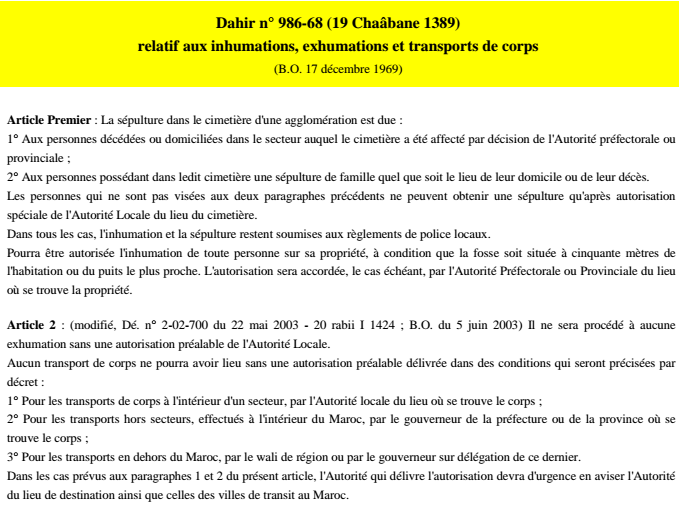 Dahir n° 986-68 (19 Chaâbane 1389)
relatif aux inhumations, exhumations et transports de corps
(B.O. 17 décembre 1969)
Article Premier : La sépulture dans le cimetière d'une agglomération est due :
1° Aux personnes décédées ou domiciliées dans le secteur auquel le cimetière a été affecté par décision de l'Autorité préfectorale ou
provinciale ;
2° Aux personnes possédant dans ledit cimetière une sépulture de famille quel que soit le lieu de leur domicile ou de leur décès.
Les personnes qui ne sont pas visées aux deux paragraphes précédents ne peuvent obtenir une sépulture qu'après autorisation
spéciale de l'Autorité Locale du lieu du cimetière.
Dans tous les cas, l'inhumation et la sépulture restent soumises aux règlements de police locaux.
Pourra être autorisée l'inhumation de toute personne sur sa propriété, à condition que la fosse soit située à cinquante mètres de
l'habitation ou du puits le plus proche. L'autorisation sera accordée, le cas échéant, par l'Autorité Préfectorale ou Provinciale du lieu
où se trouve la propriété.
Article 2 : (modifié, Dé. n° 2-02-700 du 22 mai 2003 - 20 rabii I 1424 ; B.O. du 5 juin 2003) Il ne sera procédé à aucune
exhumation sans une autorisation préalable de l'Autorité Locale.
Aucun transport de corps ne pourra avoir lieu sans une autorisation préalable délivrée dans des conditions qui seront précisées par
décret :
1° Pour les transports de corps à l'intérieur d'un secteur, par l'Autorité locale du lieu où se trouve le corps ;
2° Pour les transports hors secteurs, effectués à l'intérieur du Maroc, par le gouverneur de la préfecture ou de la province où se
trouve le corps ;
3° Pour les transports en dehors du Maroc, par le wali de région ou par le gouverneur sur délégation de ce dernier.
Dans les cas prévus aux paragraphes 1 et 2 du présent article, l'Autorité qui délivre l'autorisation devra d'urgence en aviser l'Autorité
du lieu de destination ainsi que celles des villes de transit au Maroc.